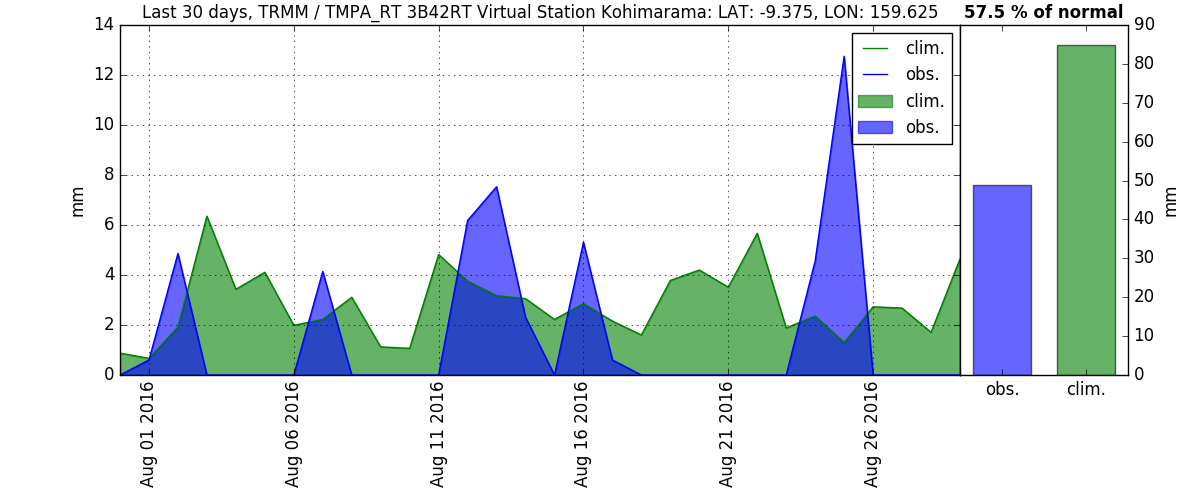 Last 30 days, TRMM / TMPA_RT 3B42RT Virtual Station Kohimarama: LAT: -9.375, LON: 159.625
57.5 % of normal
14
12
10
8
6
4
2
0
mm
clim.
obs.
clim.
obs.
Aug 01 2016
Aug 06 2016
Aug 11 2016
Aug 16 2016
Aug 21 2016
Aug 26 2016
90
80
70
60
50
40
30
20
10
0
mm
obs.
clim.